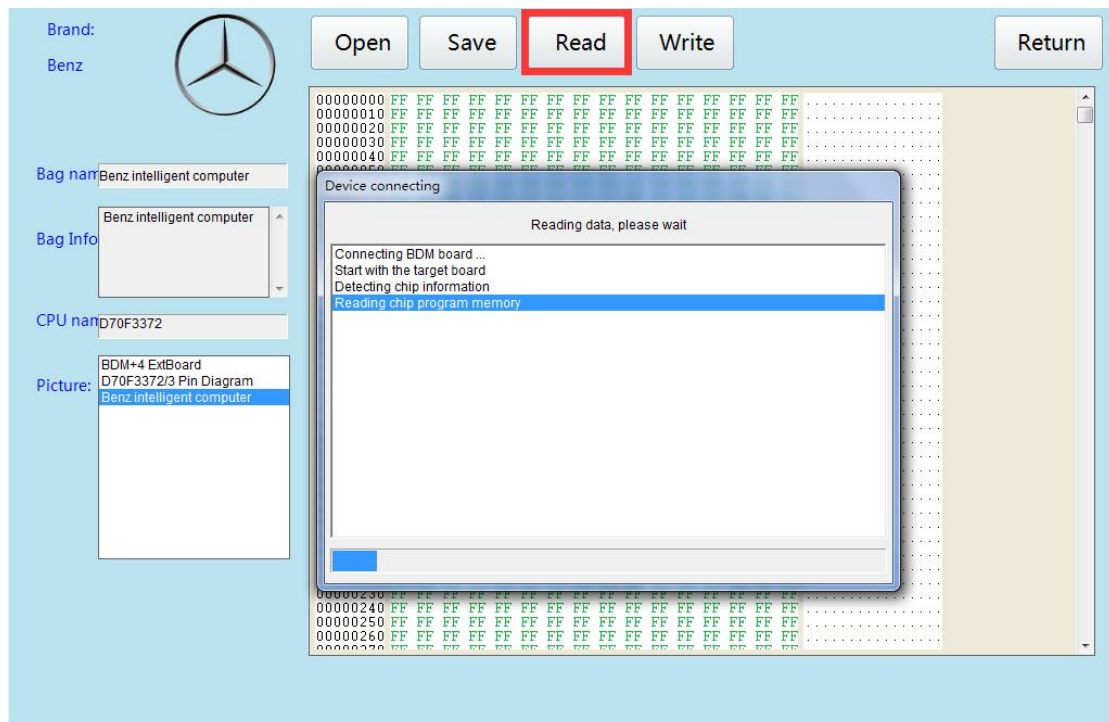 Brand:
Benz
Open
Save
Read
Write
Return
Bag nam
Benz intelligent computer
Bag Info
Benz intelligent computer
CPU nam
D70F3372
Picture:
BDM+4 ExtBoard
D70F3372/3 Pin Diagram
Benz intelligent computer
00000000 FF FF FF FF FF FF FF FF FF FF FF FF FF FF FF FF ................
00000010 FF FF FF FF FF FF FF FF FF FF FF FF FF FF FF FF ................
00000020 FF FF FF FF FF FF FF FF FF FF FF FF FF FF FF FF ................
00000030 FF FF FF FF FF FF FF FF FF FF FF FF FF FF FF FF ................
00000040 FF FF FF FF FF FF FF FF FF FF FF FF FF FF FF FF ................
Device connecting
Reading data, please wait
Connecting BDM board ...
Start with the target board
Detecting chip information
Reading chip program memory
00000240 FF FF FF FF FF FF FF FF FF FF FF FF FF FF FF FF ................
00000250 FF FF FF FF FF FF FF FF FF FF FF FF FF FF FF FF ................
00000260 FF FF FF FF FF FF FF FF FF FF FF FF FF FF FF FF ................